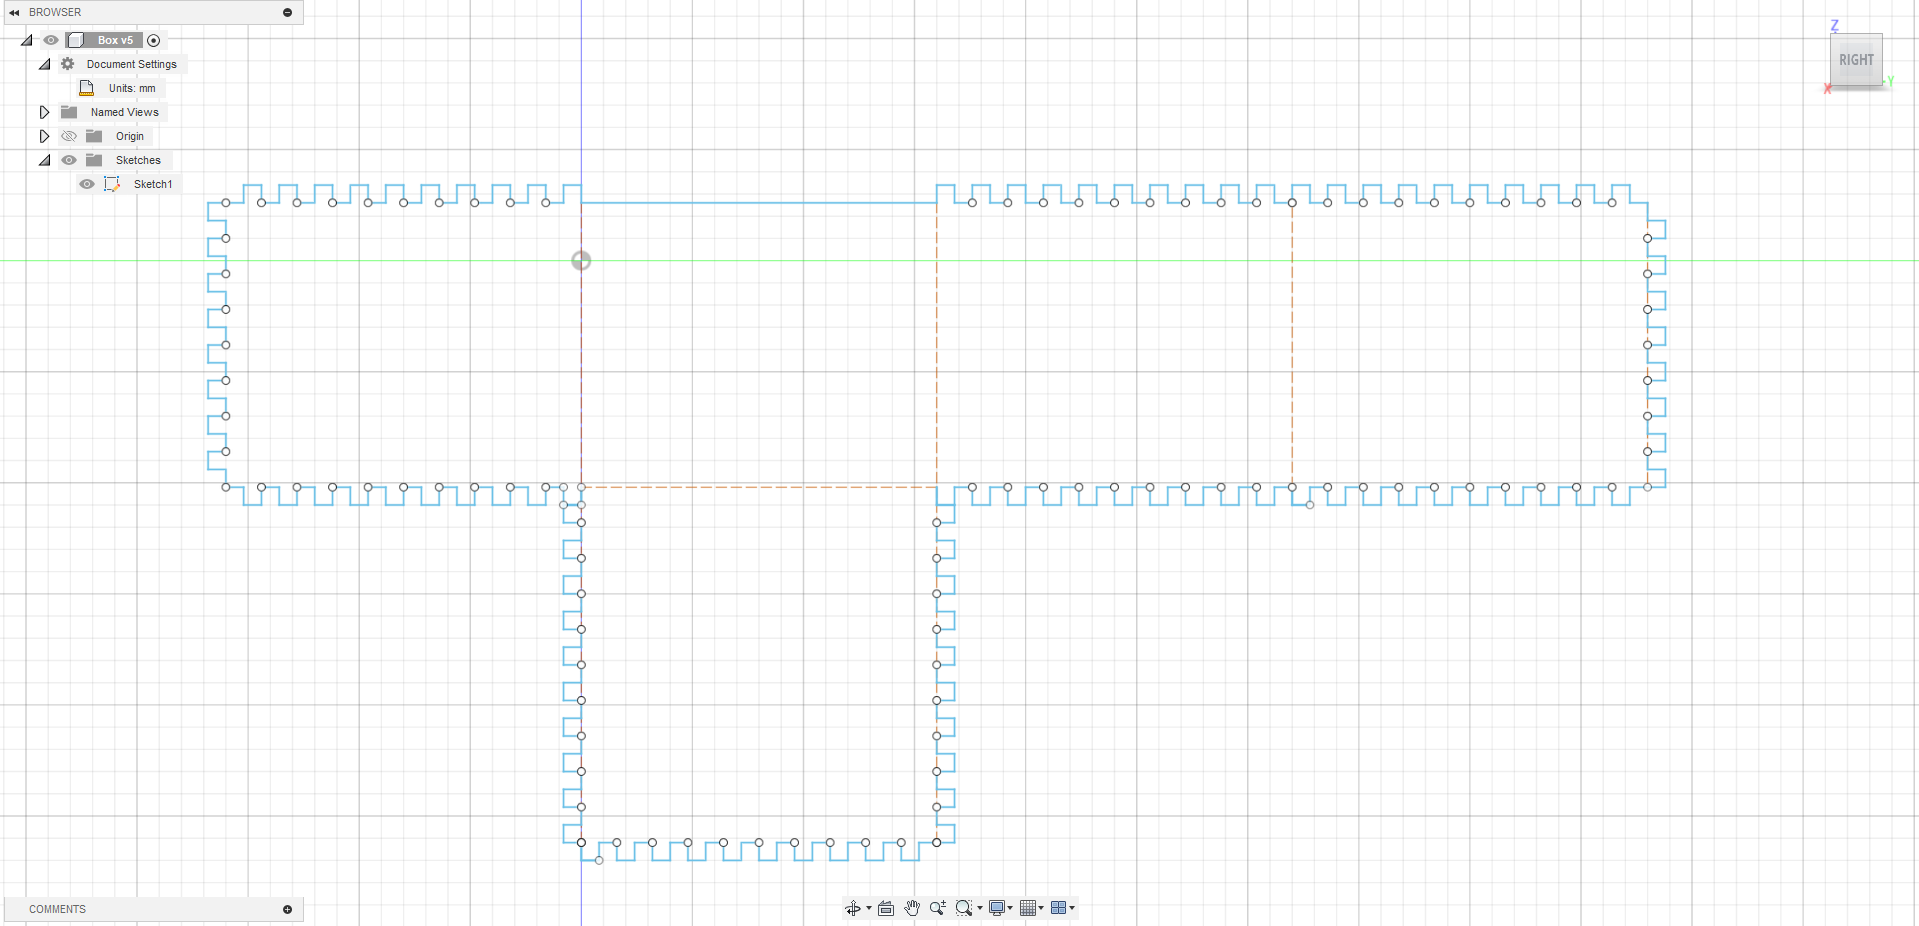 BROWSER
Box v5
Document Settings
Units: mm
Named Views
Origin
Sketches
Sketch1
Z
RIGHT
Y
X
COMMENTS